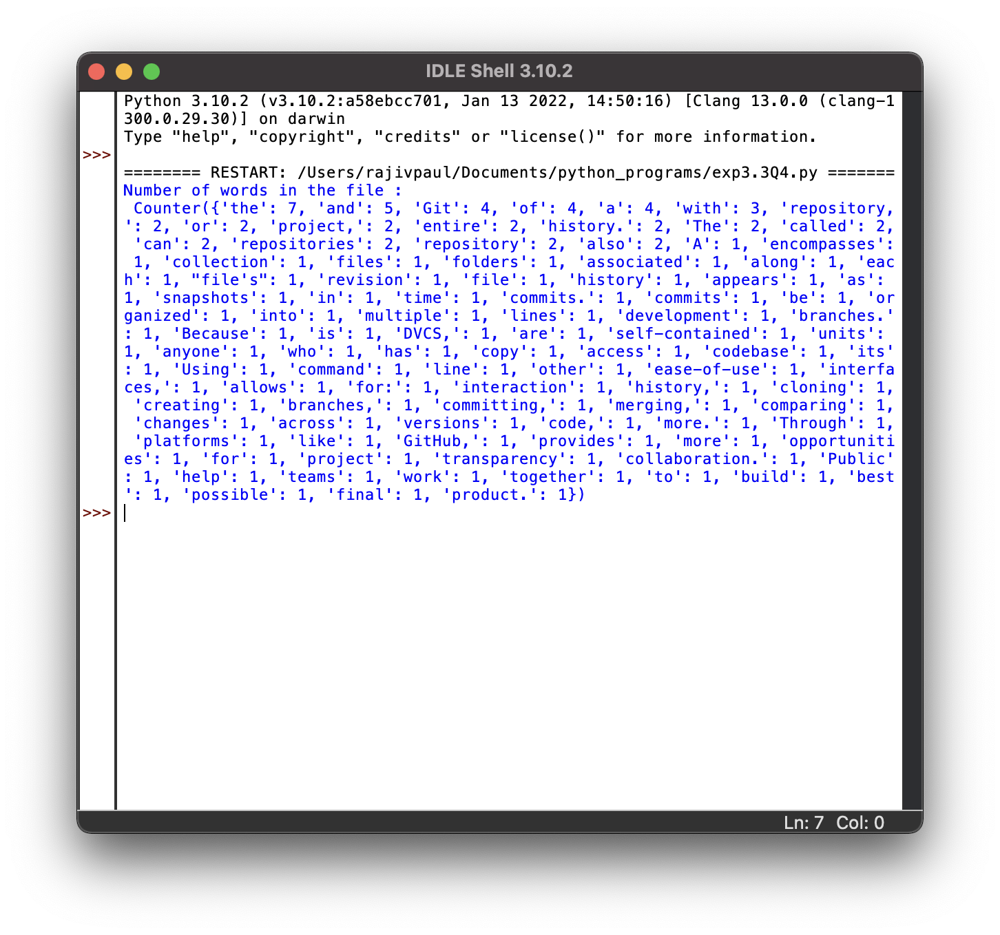 IDLE Shell 3.10.2
Python 3.10.2 (v3.10.2:a58ebcc701, Jan 13 2022, 14:50:16) [Clang 13.0.0 (clang-1
300.0.29.30)] on darwin
Type "help", "copyright", "credits" or "license()" for more information.
>>>
======== RESTART: /Users/rajivpaul/Documents/python_programs/exp3.3Q4.py =======
Number of words in the file :
 Counter({'the': 7, 'and': 5, 'Git': 4, 'of': 4, 'a': 4, 'with': 3, 'repository,
': 2, 'or': 2, 'project,': 2, 'entire': 2, 'history.': 2, 'The': 2, 'called': 2,
 'can': 2, 'repositories': 2, 'repository': 2, 'also': 2, 'A': 1, 'encompasses':
 1, 'collection': 1, 'files': 1, 'folders': 1, 'associated': 1, 'along': 1, 'eac
h': 1, "file's": 1, 'revision': 1, 'file': 1, 'history': 1, 'appears': 1, 'as':
1, 'snapshots': 1, 'in': 1, 'time': 1, 'commits.': 1, 'commits': 1, 'be': 1, 'or
ganized': 1, 'into': 1, 'multiple': 1, 'lines': 1, 'development': 1, 'branches.'
: 1, 'Because': 1, 'is': 1, 'DVCS,': 1, 'are': 1, 'self-contained': 1, 'units':
1, 'anyone': 1, 'who': 1, 'has': 1, 'copy': 1, 'access': 1, 'codebase': 1, 'its'
: 1, 'Using': 1, 'command': 1, 'line': 1, 'other': 1, 'ease-of-use': 1, 'interfa
ces,': 1, 'allows': 1, 'for:': 1, 'interaction': 1, 'history,': 1, 'cloning': 1,
 'creating': 1, 'branches,': 1, 'committing,': 1, 'merging,': 1, 'comparing': 1,
 'changes': 1, 'across': 1, 'versions': 1, 'code,': 1, 'more.': 1, 'Through': 1,
 'platforms': 1, 'like': 1, 'GitHub,': 1, 'provides': 1, 'more': 1, 'opportuniti
es': 1, 'for': 1, 'project': 1, 'transparency': 1, 'collaboration.': 1, 'Public'
: 1, 'help': 1, 'teams': 1, 'work': 1, 'together': 1, 'to': 1, 'build': 1, 'best
': 1, 'possible': 1, 'final': 1, 'product.': 1})
>>>
Ln: 7 Col: 0